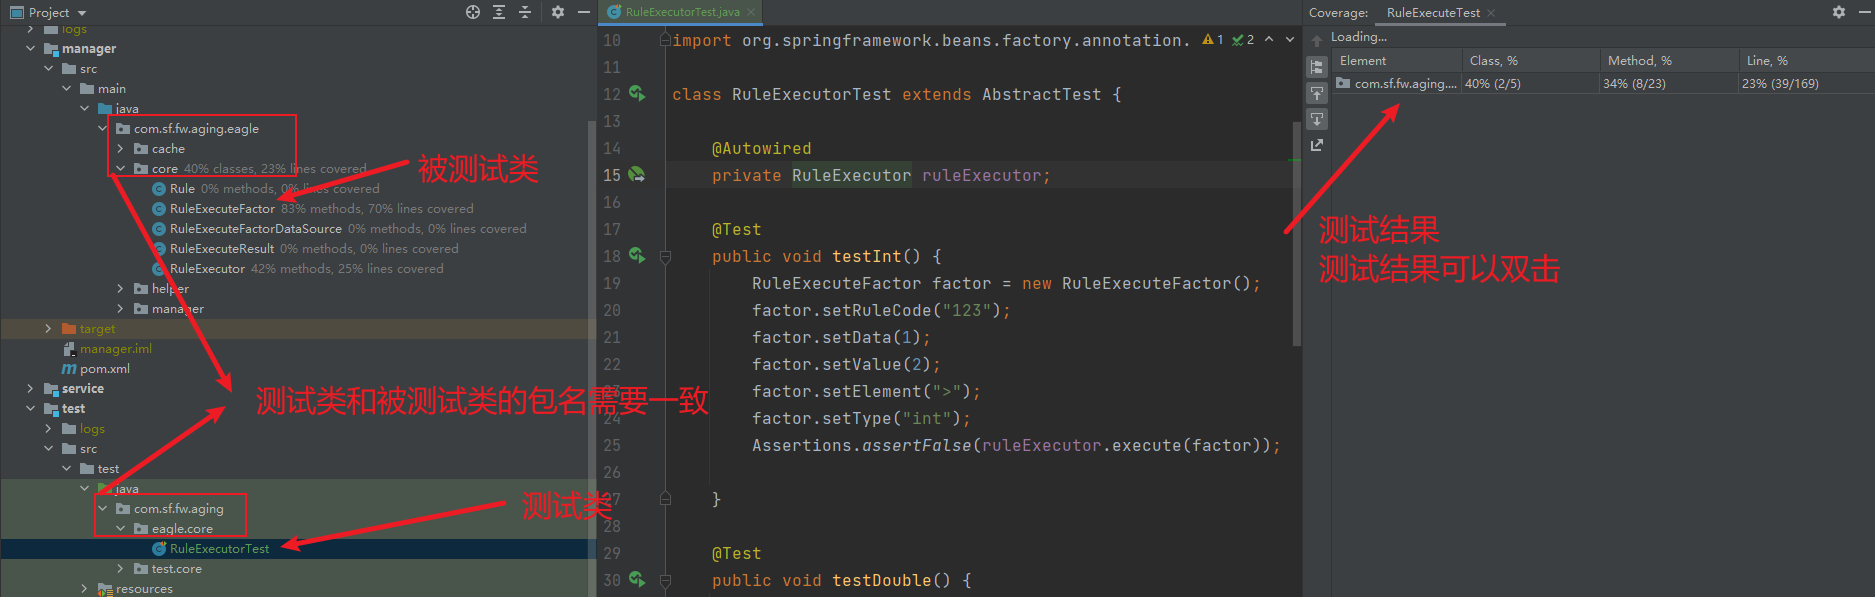 Project
logs
manager
src
main
java
com.sf.fw.aging.eagle
cache
core 40% classes, 23% lines covered
Rule 0% methods, 0% lines covered
RuleExecuteFactor 83% methods, 70% lines covered
RuleExecuteFactorDataSource 0% methods, 0% lines covered
RuleExecuteResult 0% methods, 0% lines covered
RuleExecutor 42% methods, 25% lines covered
helper
manager
target
manager.iml
pom.xml
service
test
logs
src
test
java
com.sf.fw.aging
eagle.core
RuleExecutorTest
test.core
resources
被测试类
测试类和被测试类的包名需要一致
测试类
RuleExecutorTest.java
10 import org.springframework.beans.factory.annotation. 1 2
11
12 class RuleExecutorTest extends AbstractTest {
13
14 @Autowired
15 private RuleExecutor ruleExecutor;
16
17 @Test
18 public void testInt() {
19 RuleExecuteFactor factor = new RuleExecuteFactor();
20 factor.setRuleCode("123");
21 factor.setData(1);
22 factor.setValue(2);
23 factor.setElement(">");
24 factor.setType("int");
25 Assertions.assertFalse(ruleExecutor.execute(factor));
26
27 }
28
29 @Test
30 public void testDouble() {
Coverage: RuleExecuteTest
Loading...
Element Class, % Method, % Line, %
com.sf.fw.aging.... 40% (2/5) 34% (8/23) 23% (39/169)
测试结果
测试结果可以双击